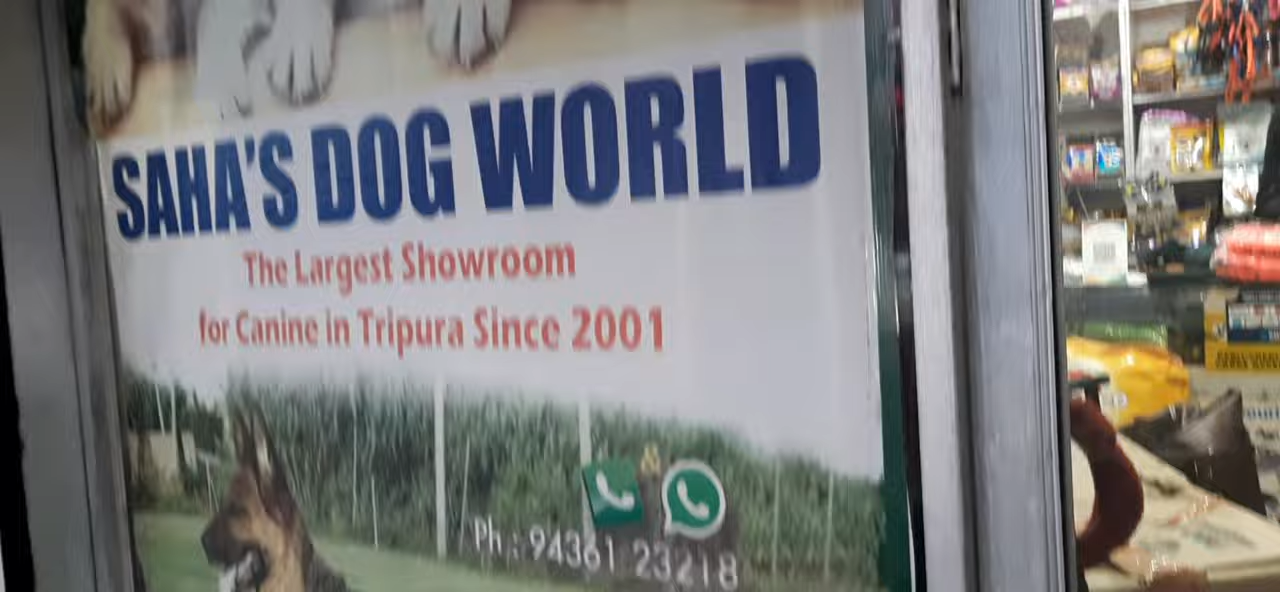 SAHA'S DOG WORLD
The Largest Showroom
for Canine in Tripura Since 2001
&
Ph.: 94361 23218